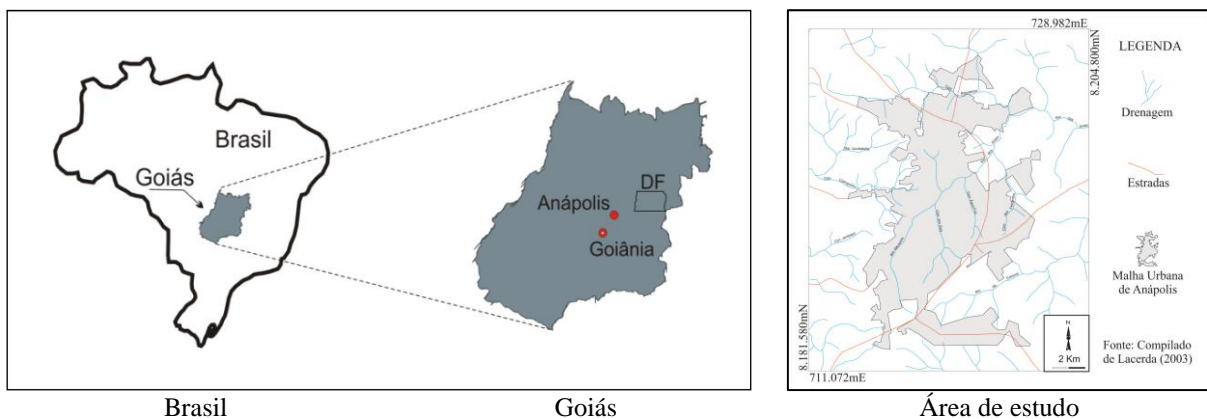 Brasil
Goiás
DF
Anápolis
Goiânia
728.982mE
8.204.800mN
8.181.580mN
711.072mE
LEGENDA
Drenagem
Estradas
Malha Urbana
de Anápolis
N
2 Km
Fonte: Compilado
de Lacerda (2003)
Brasil
Goiás
Área de estudo